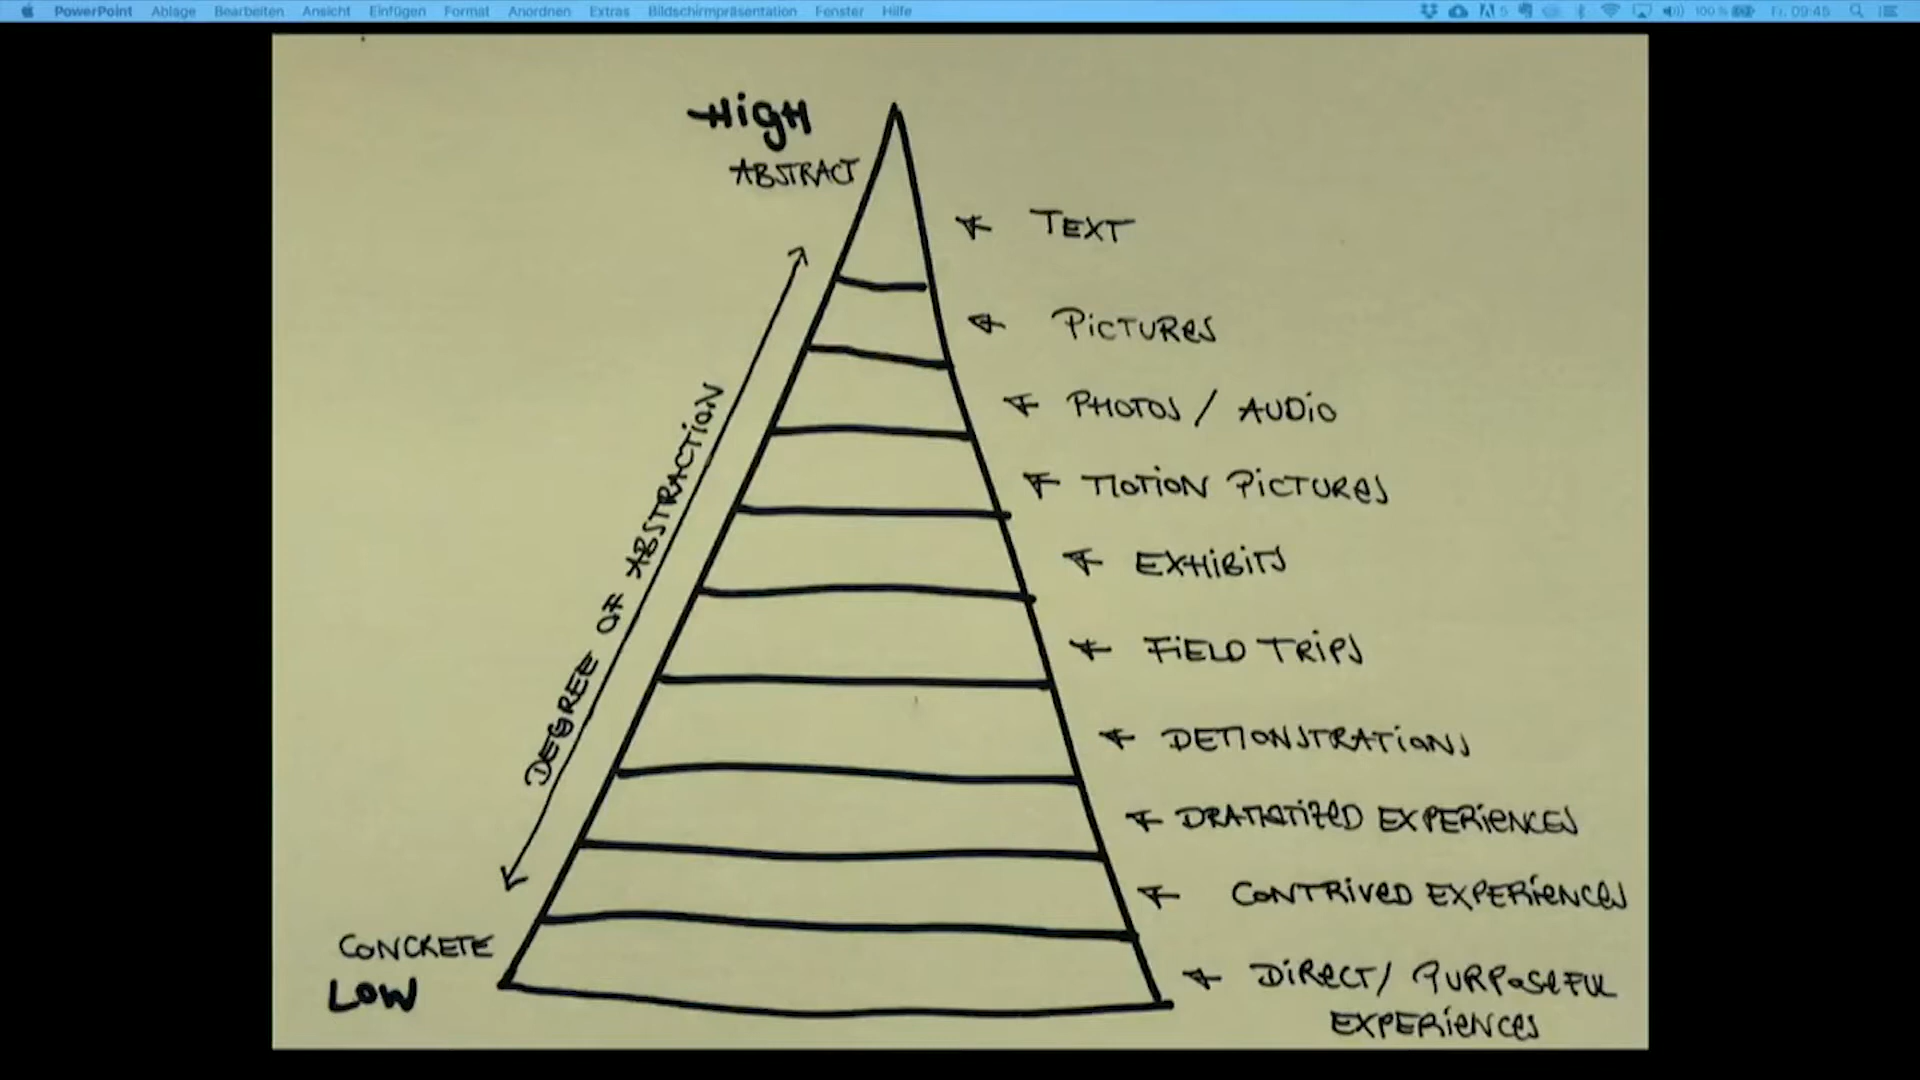 PowerPoint Ablage Bearbeiten Ansicht Einfügen Format Anordnen Extras Bildschirmpräsentation Fenster Hilfe 5 100 % Fr. 09:45
HiGH
ABSTRACT
TEXT
PiCTUReS
PHOTOS / AUDiO
MOTiON PiCTUReS
EXHiBiTS
FiELD TRiPS
DEGREE OF ABSTRACTiON
DEMONSTRATiONS
DRAMATiZeD EXPERiENCES
CONTRiVeD EXPERiENCES
CONCRETE
LOW
DiReCT / PURPOSeFUL
EXPERiENCES